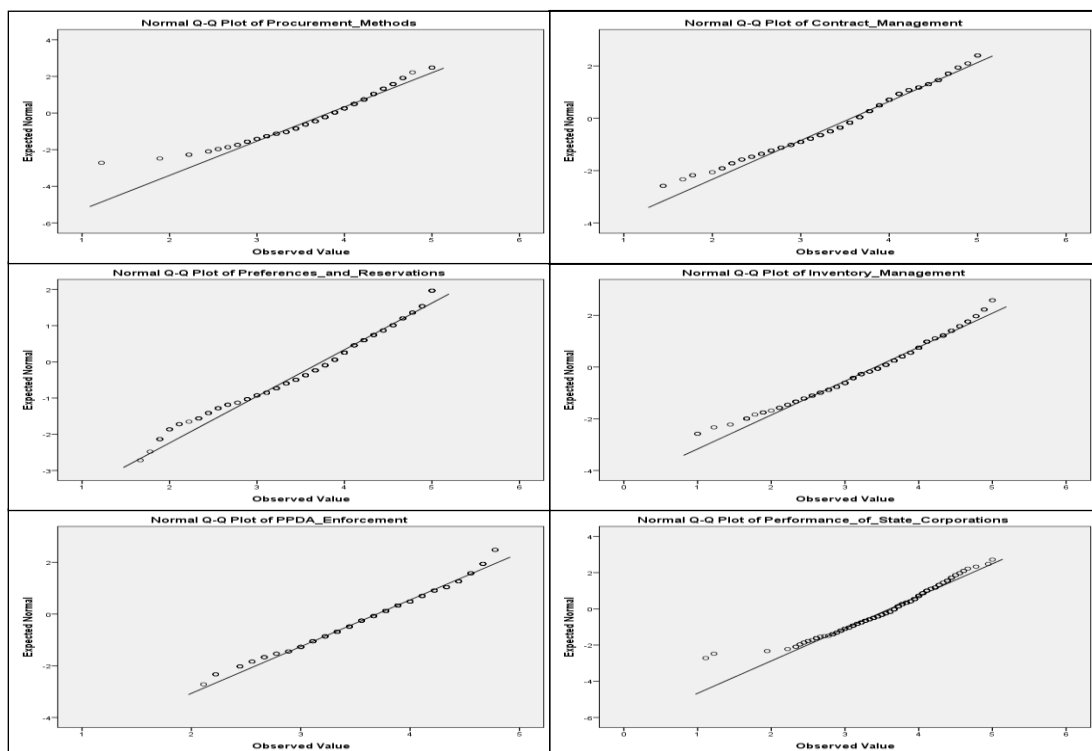 Normal Q-Q Plot of Procurement_Methods
Expected Normal
4
2
0
-2
-4
-6
1 2 3 4 5 6
Observed Value
Normal Q-Q Plot of Contract_Management
Expected Normal
2
0
-2
-4
1 2 3 4 5 6
Observed Value
Normal Q-Q Plot of Preferences_and_Reservations
Expected Normal
2
1
0
-1
-2
-3
1 2 3 4 5 6
Observed Value
Normal Q-Q Plot of Inventory_Management
Expected Normal
2
0
-2
-4
0 1 2 3 4 5 6
Observed Value
Normal Q-Q Plot of PPDA_Enforcement
Expected Normal
2
0
-2
-4
1 2 3 4 5
Observed Value
Normal Q-Q Plot of Performance_of_State_Corporations
Expected Normal
4
2
0
-2
-4
-6
0 1 2 3 4 5 6
Observed Value